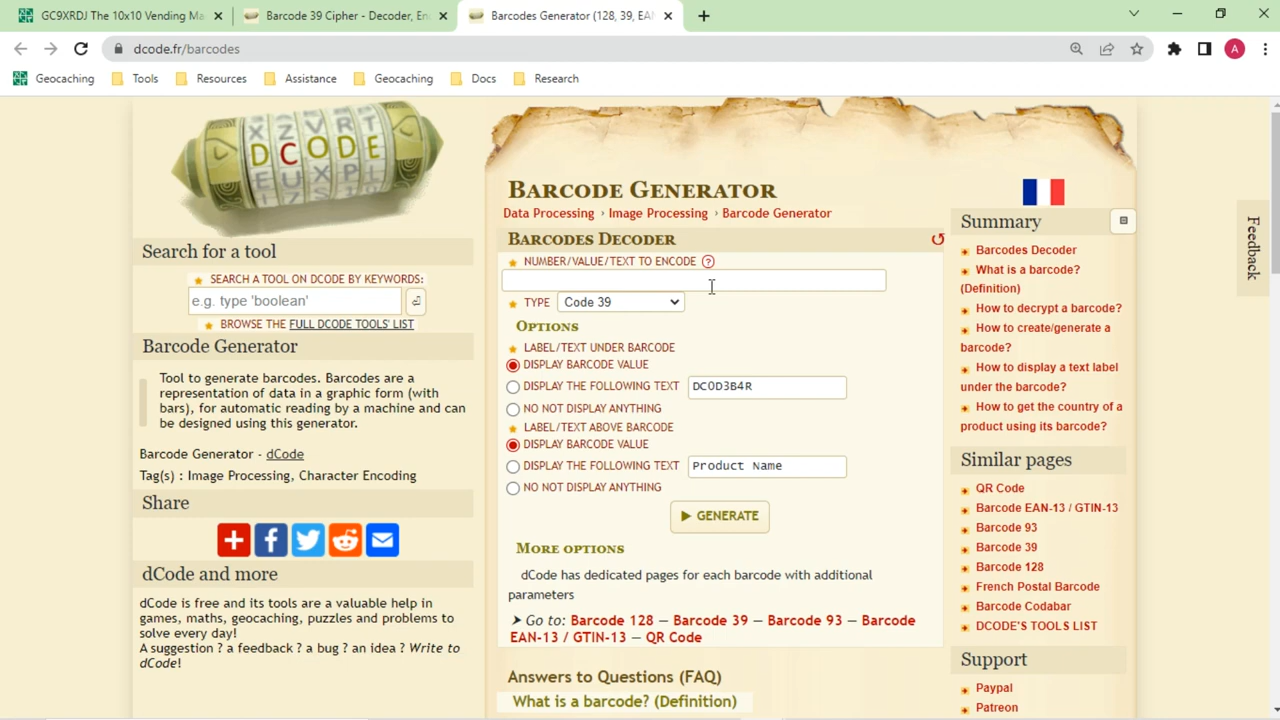 GC9XRDJ The 10x10 Vending Ma
Barcode 39 Cipher - Decoder, En
Barcodes Generator (128, 39, EA
dcode.fr/barcodes
A
Geocaching
Tools
Resources
Assistance
Geocaching
Docs
Research
DCODE
Search for a tool
SEARCH A TOOL ON DCODE BY KEYWORDS:
e.g. type 'boolean'
BROWSE THE FULL DCODE TOOLS' LIST
Barcode Generator
Tool to generate barcodes. Barcodes are a
representation of data in a graphic form (with
bars), for automatic reading by a machine and can
be designed using this generator.
Barcode Generator - dCode
Tag(s) : Image Processing, Character Encoding
Share
dCode and more
dCode is free and its tools are a valuable help in
games, maths, geocaching, puzzles and problems to
solve every day!
A suggestion ? a feedback ? a bug ? an idea ? Write to
dCode!
BARCODE GENERATOR
Data Processing › Image Processing › Barcode Generator
BARCODES DECODER
NUMBER/VALUE/TEXT TO ENCODE ?
TYPE Code 39
OPTIONS
LABEL/TEXT UNDER BARCODE
DISPLAY BARCODE VALUE
DISPLAY THE FOLLOWING TEXT DC0D3B4R
NO NOT DISPLAY ANYTHING
LABEL/TEXT ABOVE BARCODE
DISPLAY BARCODE VALUE
DISPLAY THE FOLLOWING TEXT Product Name
NO NOT DISPLAY ANYTHING
► GENERATE
MORE OPTIONS
dCode has dedicated pages for each barcode with additional
parameters
➤ Go to: Barcode 128 — Barcode 39 — Barcode 93 — Barcode
EAN-13 / GTIN-13 — QR Code
Answers to Questions (FAQ)
What is a barcode? (Definition)
Summary
Barcodes Decoder
What is a barcode?
(Definition)
How to decrypt a barcode?
How to create/generate a
barcode?
How to display a text label
under the barcode?
How to get the country of a
product using its barcode?
Similar pages
QR Code
Barcode EAN-13 / GTIN-13
Barcode 93
Barcode 39
Barcode 128
French Postal Barcode
Barcode Codabar
DCODE'S TOOLS LIST
Support
Paypal
Patreon
Feedback